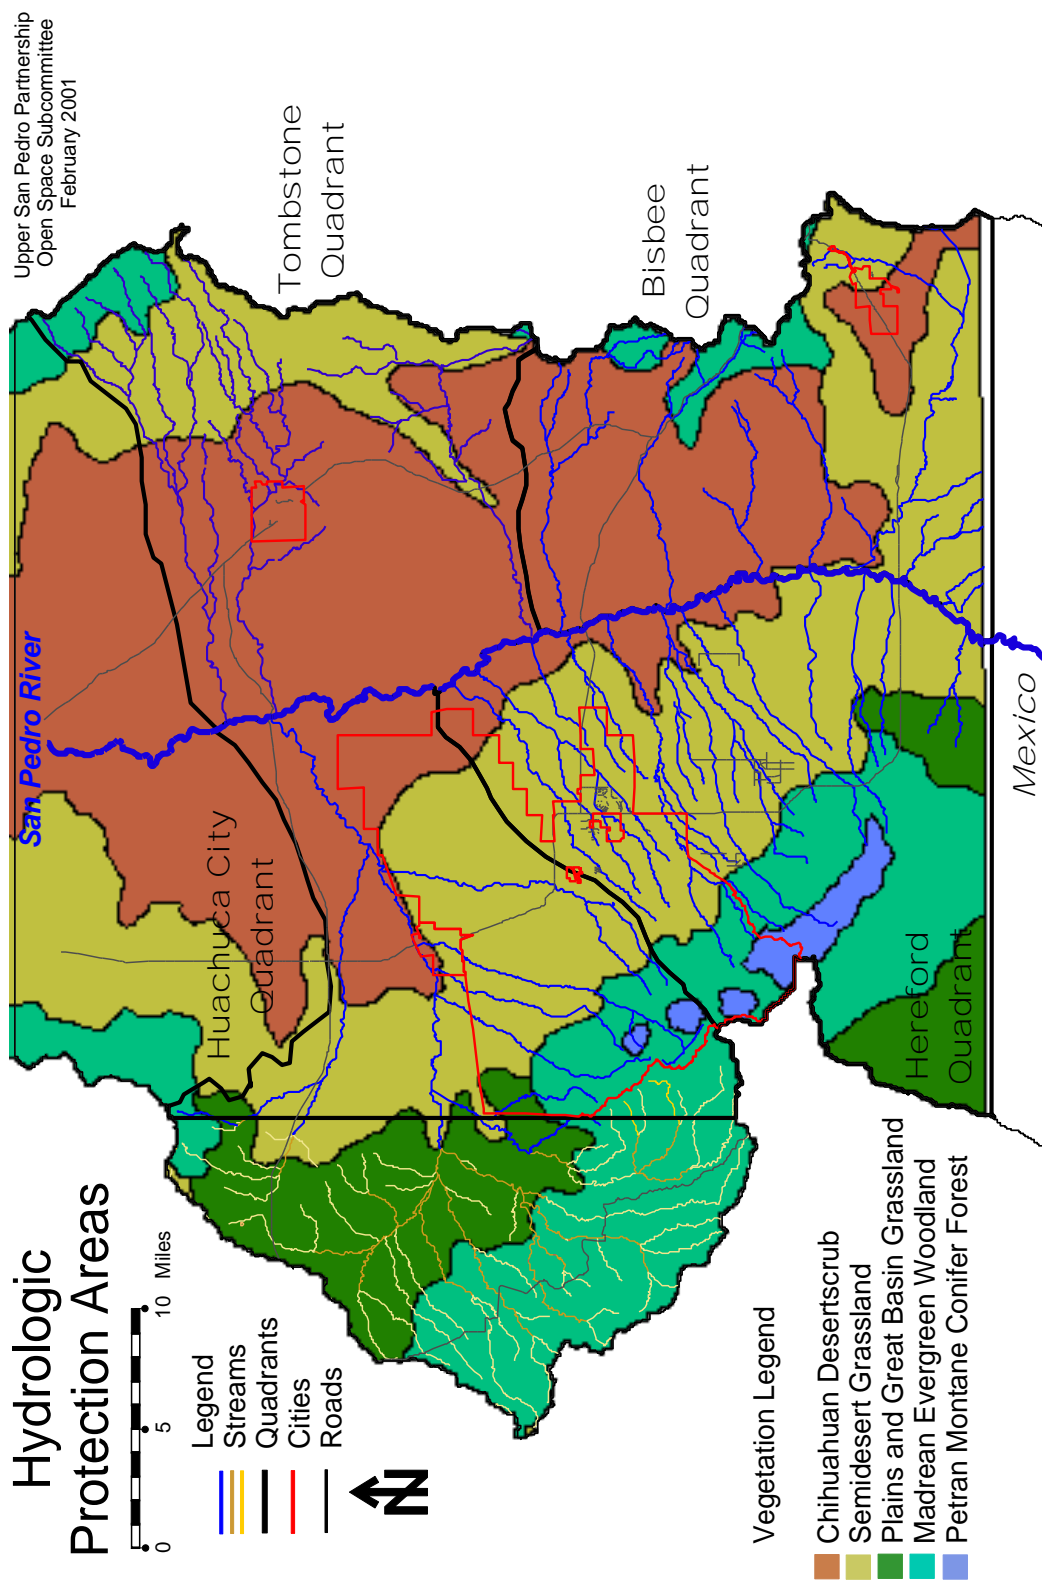 Hydrologic
Protection Areas
0 5 10 Miles
Legend
Streams
Quadrants
Cities
Roads
N
Upper San Pedro Partnership
Open Space Subcommittee
February 2001
San Pedro River
Huachuca City
Quadrant
Tombstone
Quadrant
Bisbee
Quadrant
Hereford
Quadrant
Mexico
Vegetation Legend
Chihuahuan Desertscrub
Semidesert Grassland
Plains and Great Basin Grassland
Madrean Evergreen Woodland
Petran Montane Conifer Forest